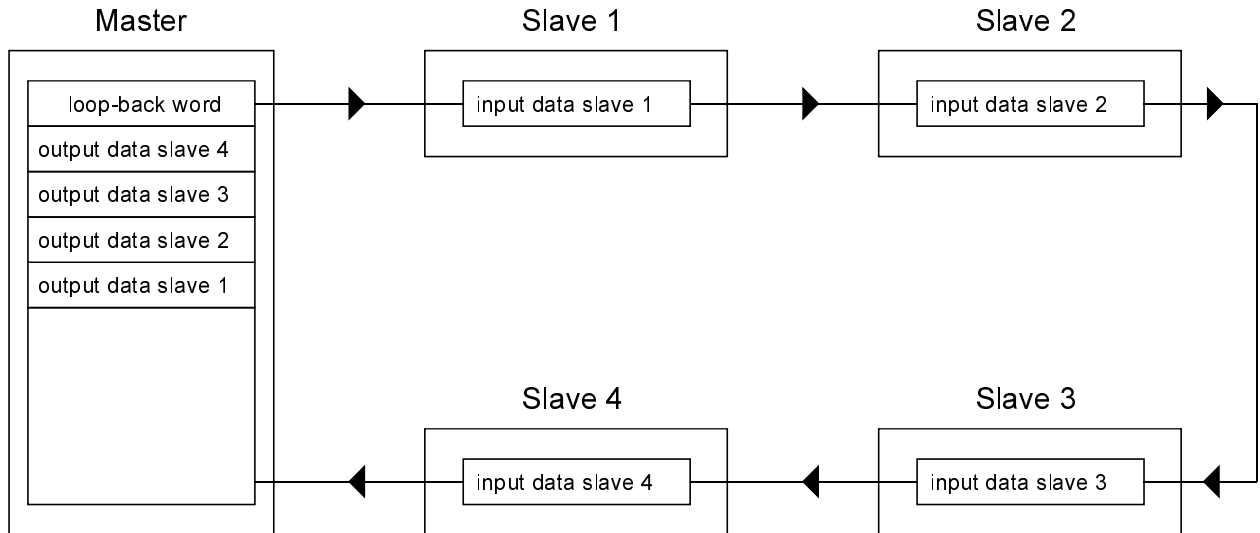 Master
Slave 1
Slave 2
loop-back word
input data slave 1
input data slave 2
output data slave 4
output data slave 3
output data slave 2
output data slave 1
Slave 4
Slave 3
input data slave 4
input data slave 3